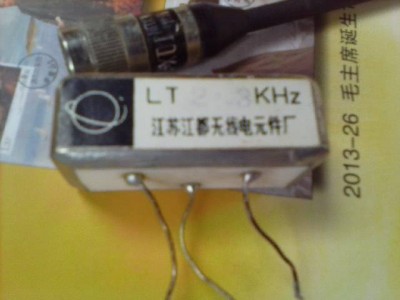 LT KHz
江苏江都无线电元件厂
2013-26 毛主席诞生